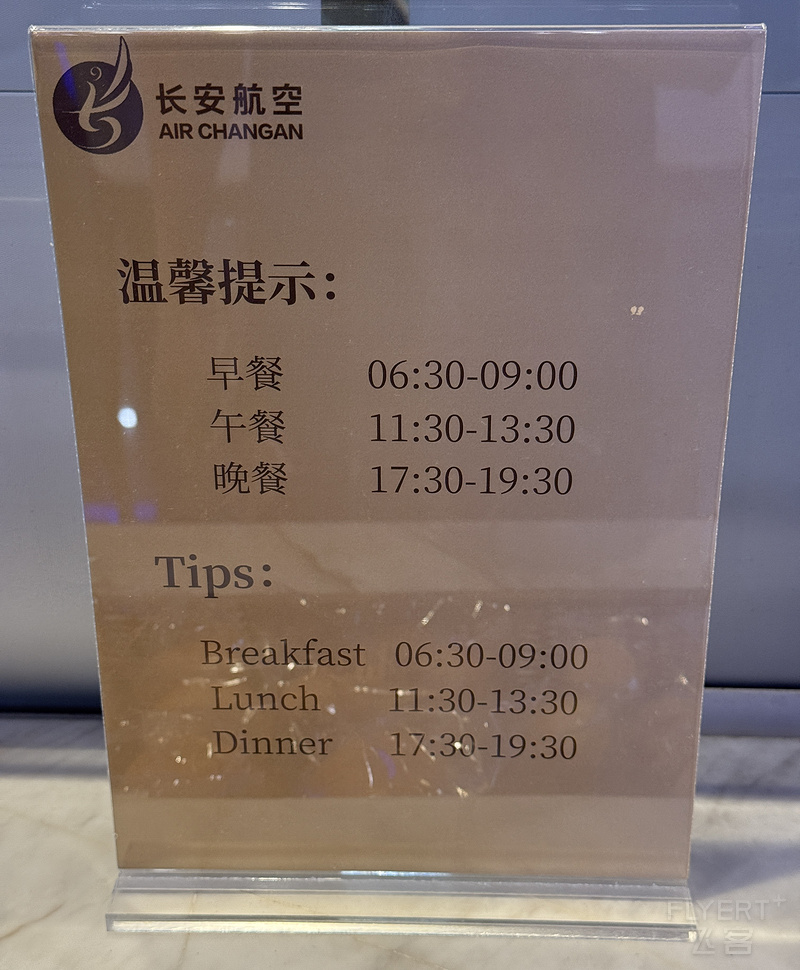 长安航空
AIR CHANGAN
温馨提示：
早餐 06:30-09:00
午餐 11:30-13:30
晚餐 17:30-19:30
Tips：
Breakfast 06:30-09:00
Lunch 11:30-13:30
Dinner 17:30-19:30
FLYERT+
飞客